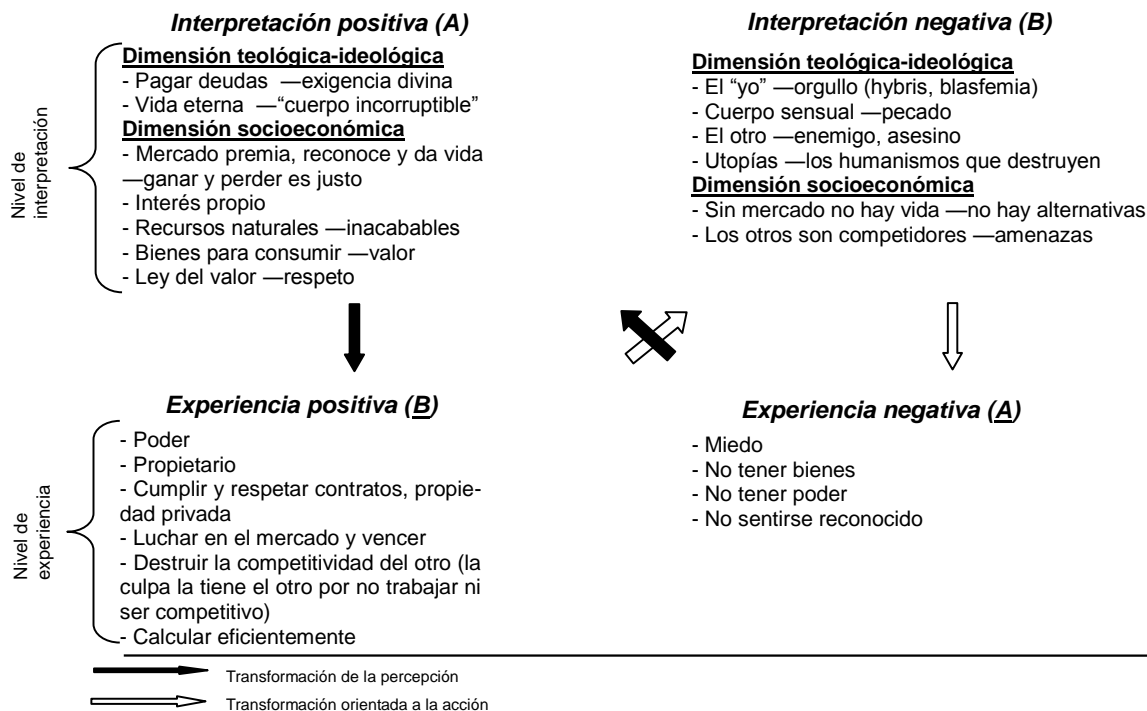 Interpretación positiva (A)
Dimensión teológica-ideológica
- Pagar deudas —exigencia divina
- Vida eterna —“cuerpo incorruptible”
Dimensión socioeconómica
- Mercado premia, reconoce y da vida
—ganar y perder es justo
- Interés propio
- Recursos naturales —inacabables
- Bienes para consumir —valor
- Ley del valor —respeto
Nivel de
interpretación
Interpretación negativa (B)
Dimensión teológica-ideológica
- El “yo” —orgullo (hybris, blasfemia)
- Cuerpo sensual —pecado
- El otro —enemigo, asesino
- Utopías —los humanismos que destruyen
Dimensión socioeconómica
- Sin mercado no hay vida —no hay alternativas
- Los otros son competidores —amenazas
Experiencia positiva (B)
- Poder
- Propietario
- Cumplir y respetar contratos, propie-
dad privada
- Luchar en el mercado y vencer
- Destruir la competitividad del otro (la
culpa la tiene el otro por no trabajar ni
ser competitivo)
- Calcular eficientemente
Nivel de
experiencia
Experiencia negativa (A)
- Miedo
- No tener bienes
- No tener poder
- No sentirse reconocido
Transformación de la percepción
Transformación orientada a la acción